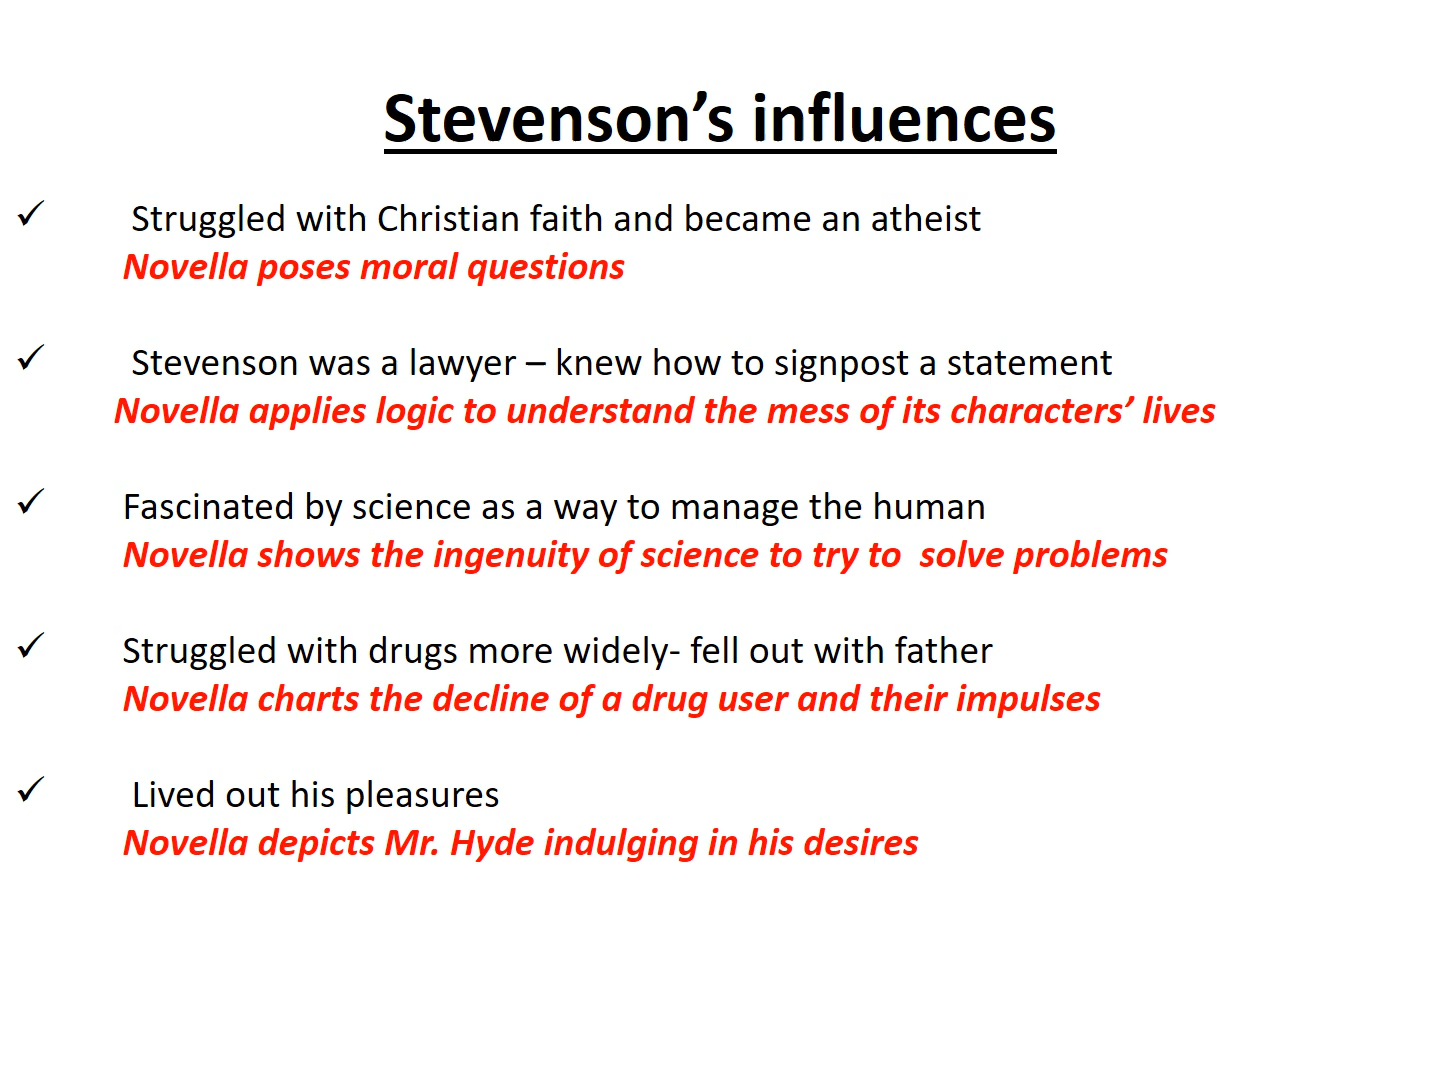 Stevenson’s influences
✓ Struggled with Christian faith and became an atheist
Novella poses moral questions
✓ Stevenson was a lawyer – knew how to signpost a statement
Novella applies logic to understand the mess of its characters’ lives
✓ Fascinated by science as a way to manage the human
Novella shows the ingenuity of science to try to  solve problems
✓ Struggled with drugs more widely- fell out with father
Novella charts the decline of a drug user and their impulses
✓ Lived out his pleasures
Novella depicts Mr. Hyde indulging in his desires